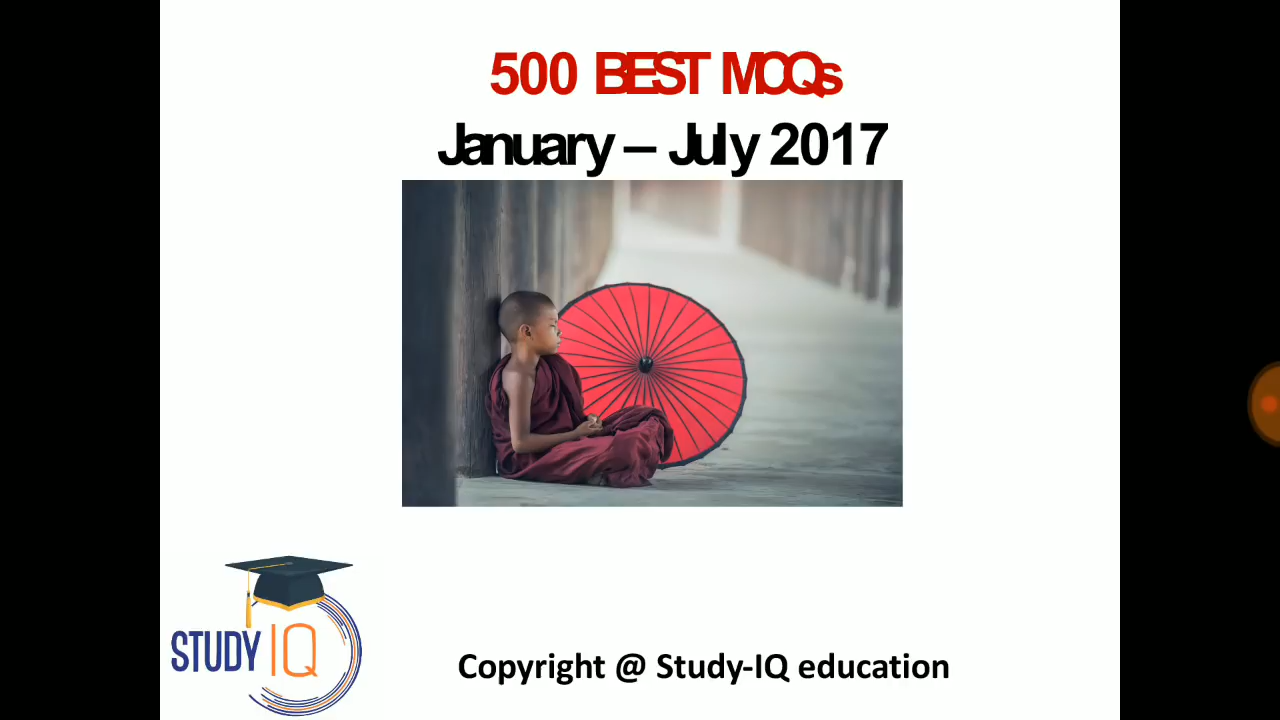 500 BEST MCQs
January – July 2017
STUDY IQ
Copyright @ Study-IQ education